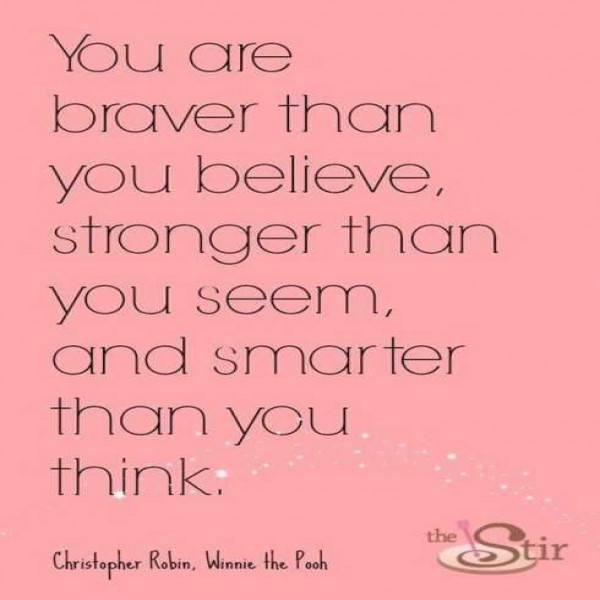 You are
braver than
you believe,
stronger than
you seem,
and smarter
than you
think.
Christopher Robin, Winnie the Pooh
the Stir